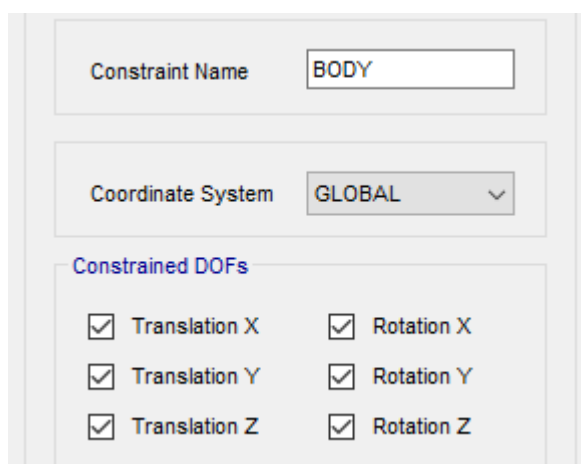 Constraint Name BODY
Coordinate System GLOBAL
Constrained DOFs
Translation X Rotation X
Translation Y Rotation Y
Translation Z Rotation Z